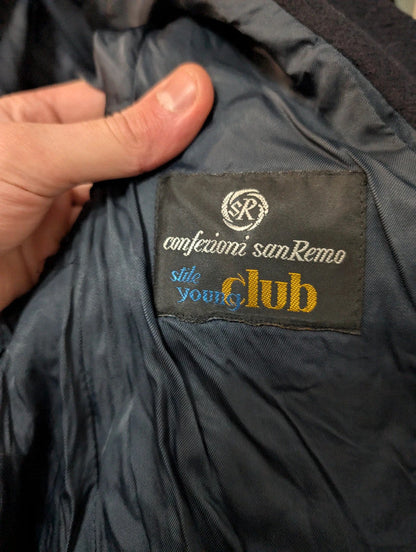 SR
confezioni sanRemo
stile
young club